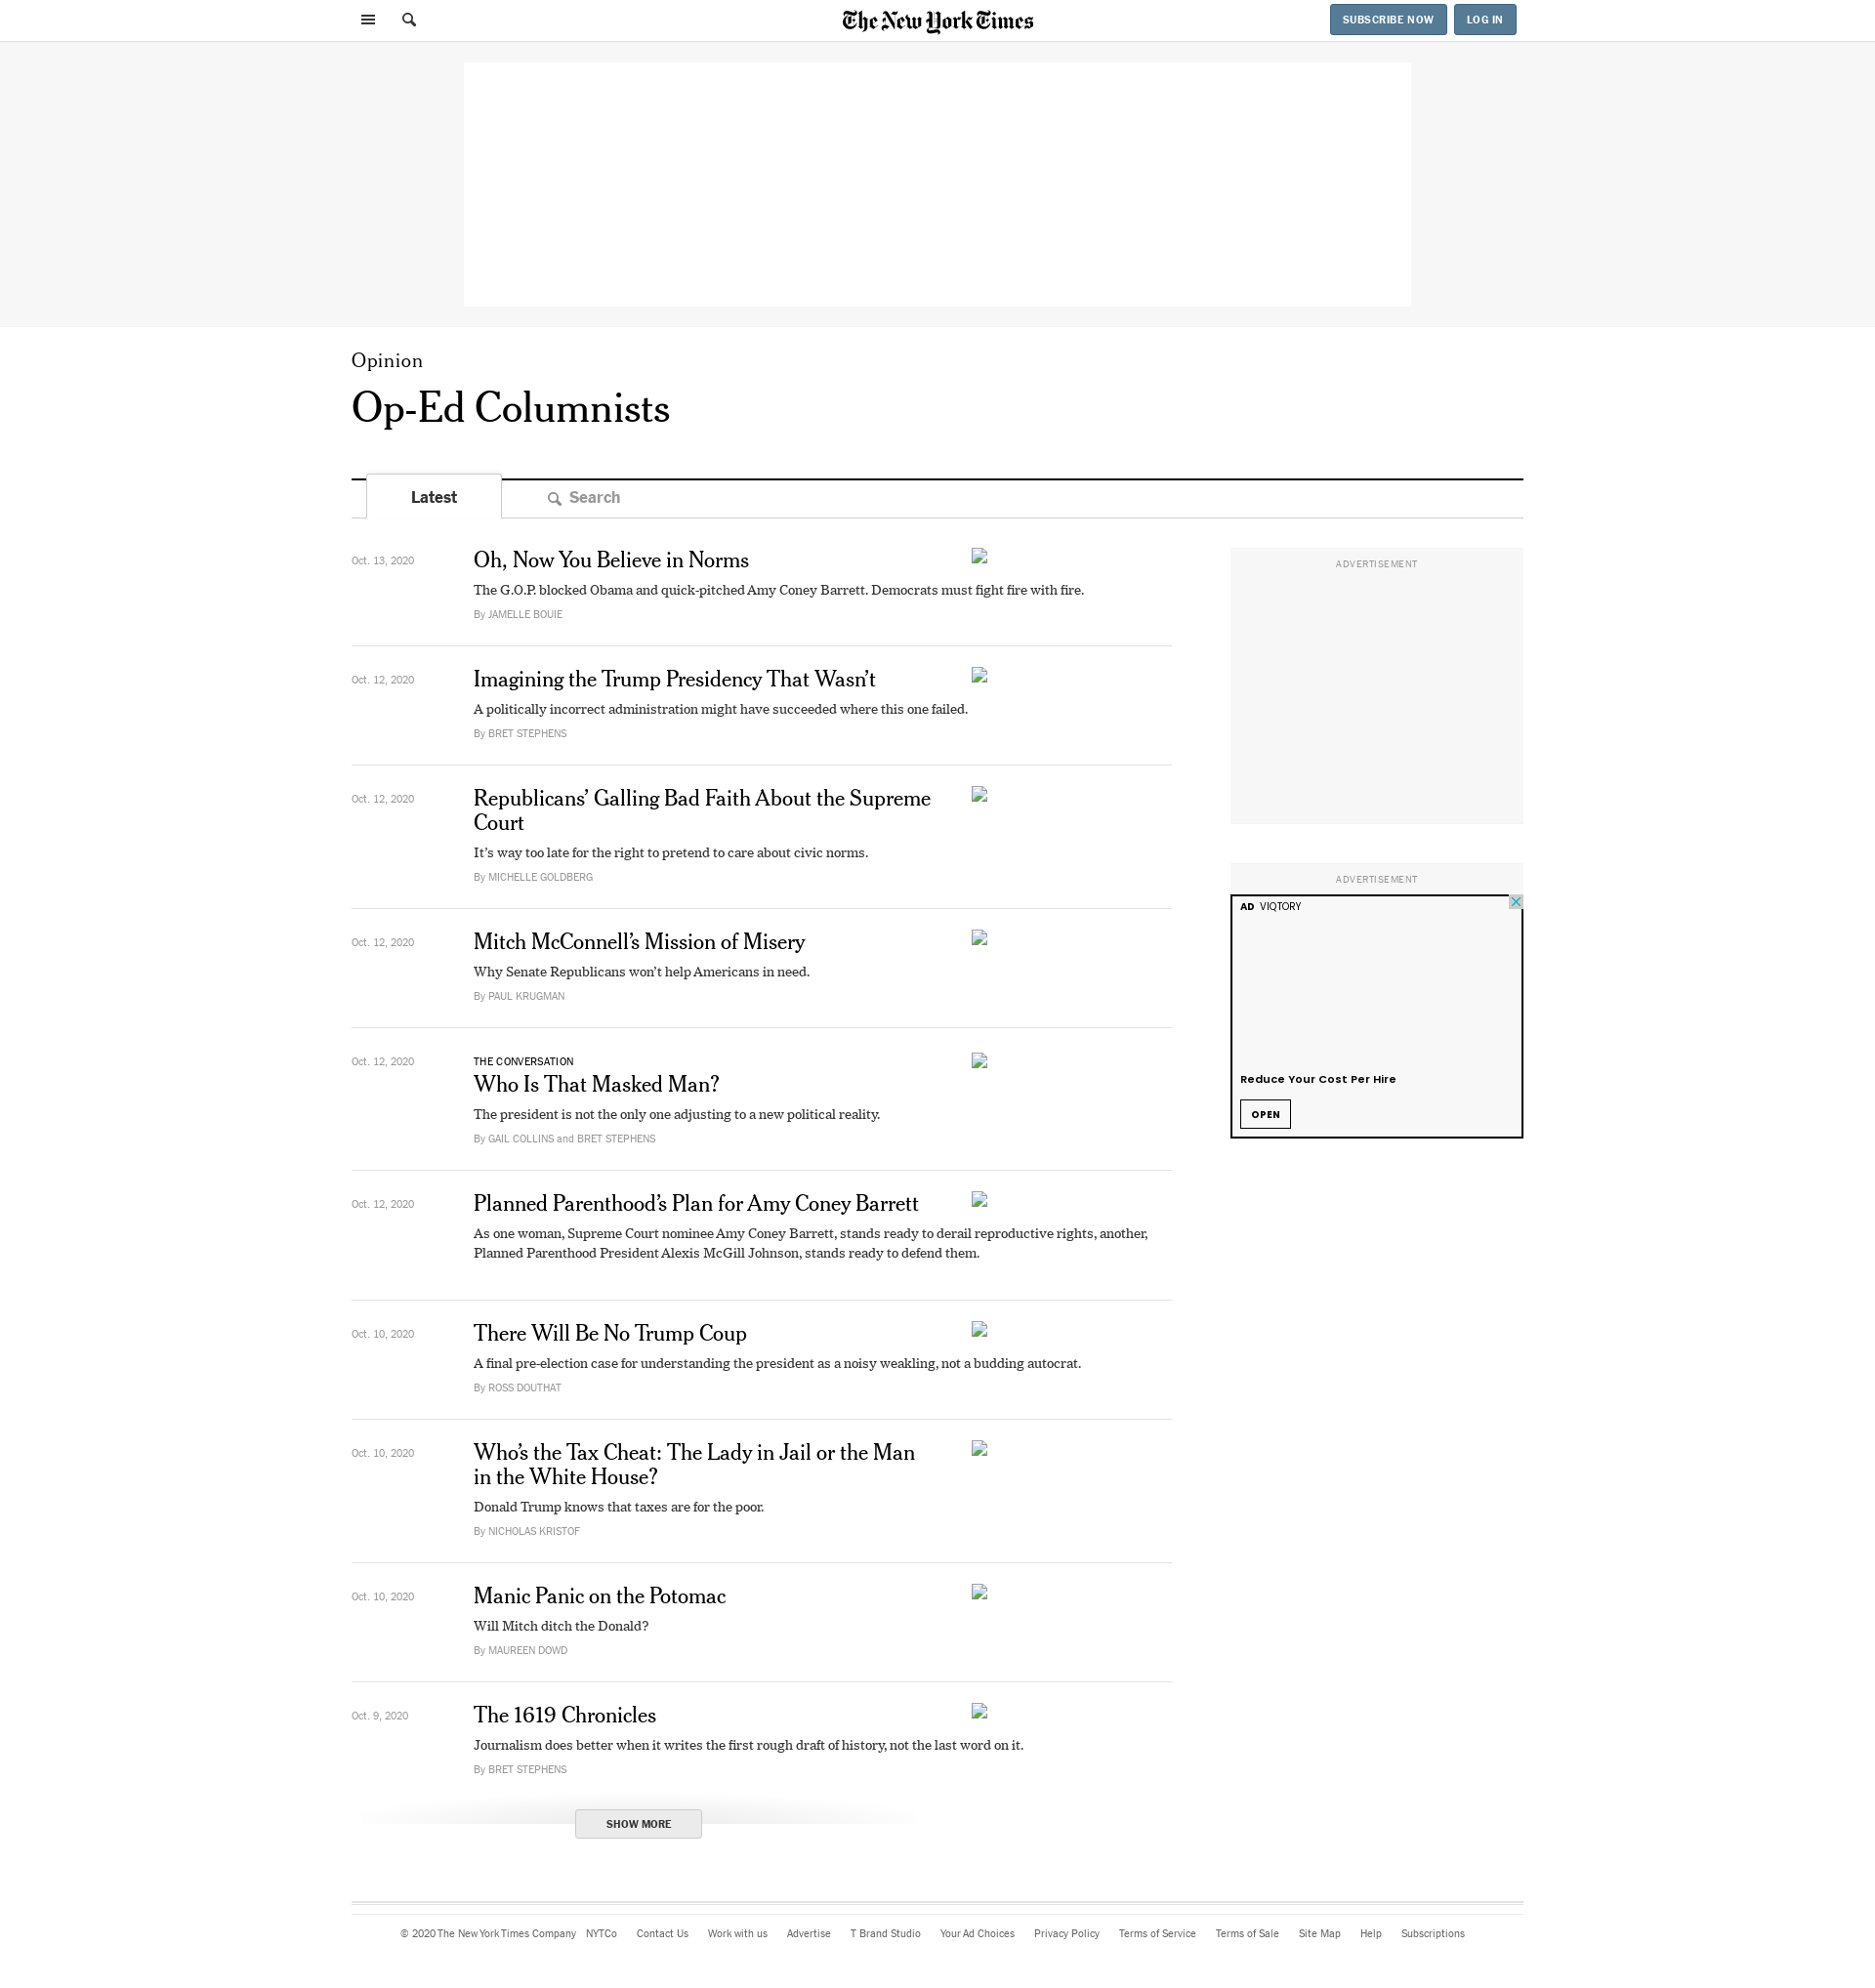 The New York Times
SUBSCRIBE NOW
LOG IN
Opinion
Op-Ed Columnists
Latest
Search
Oct. 13, 2020
Oh, Now You Believe in Norms
The G.O.P. blocked Obama and quick-pitched Amy Coney Barrett. Democrats must fight fire with fire.
By JAMELLE BOUIE
Oct. 12, 2020
Imagining the Trump Presidency That Wasn’t
A politically incorrect administration might have succeeded where this one failed.
By BRET STEPHENS
Oct. 12, 2020
Republicans’ Galling Bad Faith About the Supreme
Court
It’s way too late for the right to pretend to care about civic norms.
By MICHELLE GOLDBERG
Oct. 12, 2020
Mitch McConnell’s Mission of Misery
Why Senate Republicans won’t help Americans in need.
By PAUL KRUGMAN
Oct. 12, 2020
THE CONVERSATION
Who Is That Masked Man?
The president is not the only one adjusting to a new political reality.
By GAIL COLLINS and BRET STEPHENS
Oct. 12, 2020
Planned Parenthood’s Plan for Amy Coney Barrett
As one woman, Supreme Court nominee Amy Coney Barrett, stands ready to derail reproductive rights, another,
Planned Parenthood President Alexis McGill Johnson, stands ready to defend them.
Oct. 10, 2020
There Will Be No Trump Coup
A final pre-election case for understanding the president as a noisy weakling, not a budding autocrat.
By ROSS DOUTHAT
Oct. 10, 2020
Who’s the Tax Cheat: The Lady in Jail or the Man
in the White House?
Donald Trump knows that taxes are for the poor.
By NICHOLAS KRISTOF
Oct. 10, 2020
Manic Panic on the Potomac
Will Mitch ditch the Donald?
By MAUREEN DOWD
Oct. 9, 2020
The 1619 Chronicles
Journalism does better when it writes the first rough draft of history, not the last word on it.
By BRET STEPHENS
SHOW MORE
ADVERTISEMENT
ADVERTISEMENT
AD VIQTORY
Reduce Your Cost Per Hire
OPEN
© 2020 The New York Times Company NYTCo Contact Us Work with us Advertise T Brand Studio Your Ad Choices Privacy Policy Terms of Service Terms of Sale Site Map Help Subscriptions